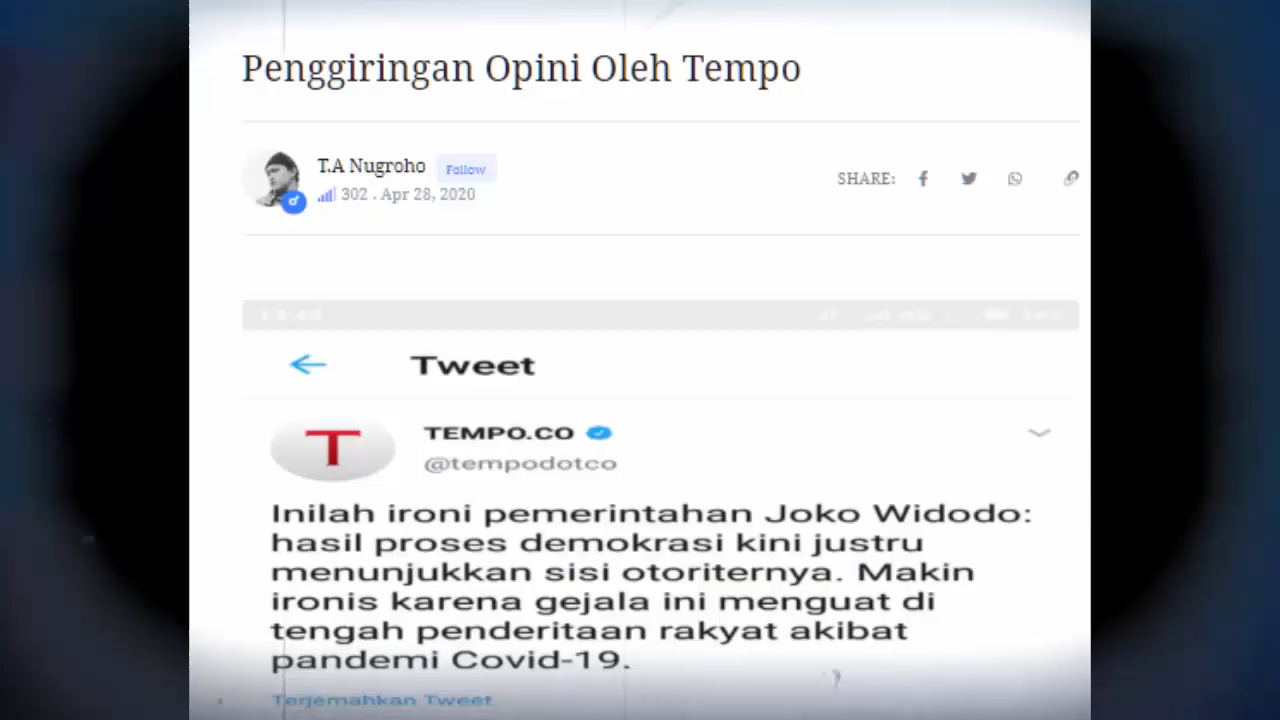 Penggiringan Opini Oleh Tempo
T.A Nugroho Follow
302 . Apr 28, 2020
SHARE:
Tweet
T
TEMPO.CO
@tempodotco
Inilah ironi pemerintahan Joko Widodo:
hasil proses demokrasi kini justru
menunjukkan sisi otoriternya. Makin
ironis karena gejala ini menguat di
tengah penderitaan rakyat akibat
pandemi Covid-19.
Terjemahkan Tweet